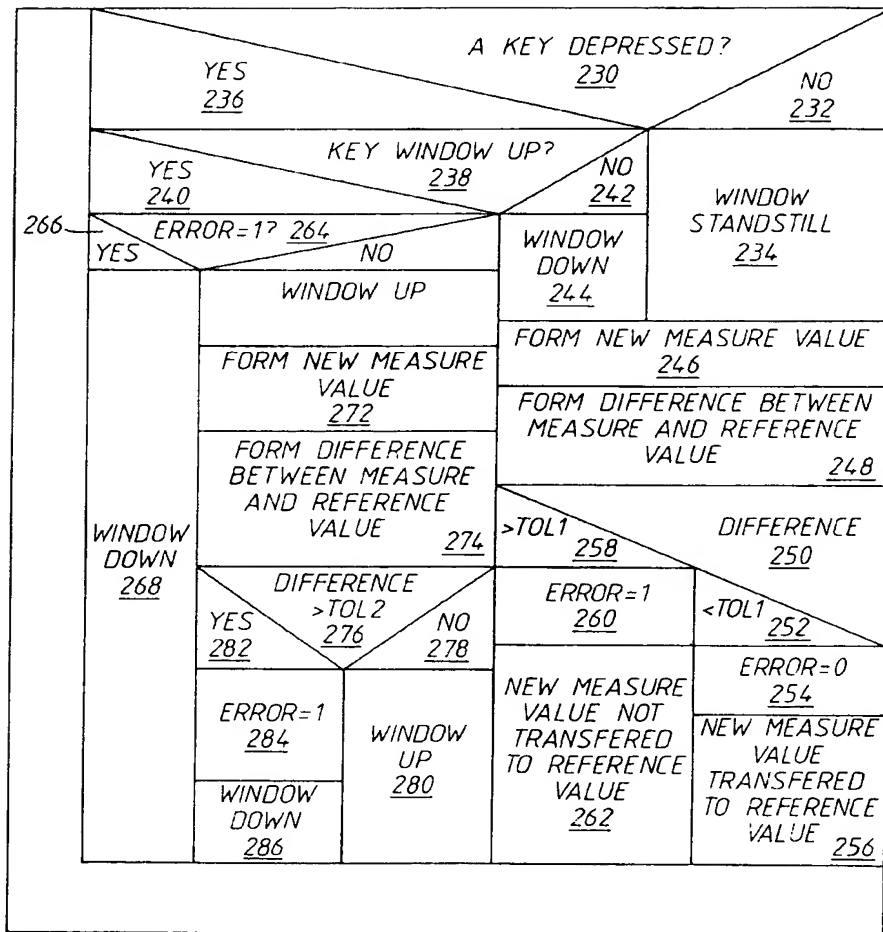 A KEY DEPRESSED?
230
YES
236
NO
232
KEY WINDOW UP?
238
YES
240
NO
242
WINDOW
STANDSTILL
234
266
ERROR=1? 264
YES
NO
WINDOW
DOWN
244
WINDOW UP
FORM NEW MEASURE VALUE
246
FORM NEW MEASURE
VALUE
272
FORM DIFFERENCE BETWEEN
MEASURE AND REFERENCE
VALUE
248
FORM DIFFERENCE
BETWEEN MEASURE
AND REFERENCE
VALUE
274
>TOL1
258
DIFFERENCE
250
WINDOW
DOWN
268
DIFFERENCE
>TOL2
276
YES
282
NO
278
ERROR=1
260
<TOL1
252
ERROR=0
254
ERROR=1
284
WINDOW
UP
280
NEW MEASURE
VALUE NOT
TRANSFERED
TO REFERENCE
VALUE
262
NEW MEASURE
VALUE
TRANSFERED
TO REFERENCE
VALUE
256
WINDOW
DOWN
286